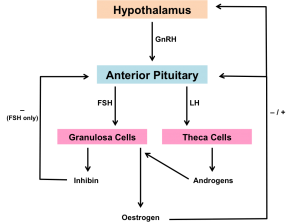 Hypothalamus
GnRH
Anterior Pituitary
–
(FSH only)
FSH
LH
– / +
Granulosa Cells
Theca Cells
Inhibin
Androgens
Oestrogen